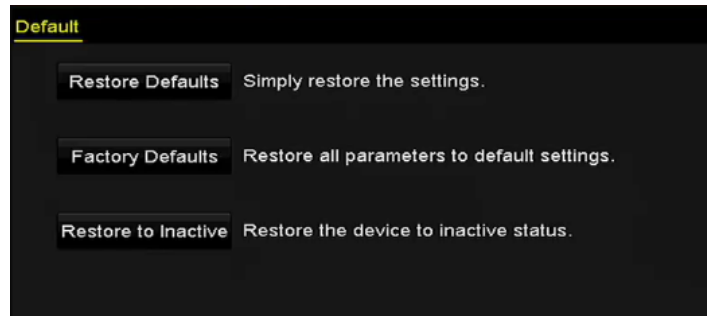 Default
Restore Defaults Simply restore the settings.
Factory Defaults Restore all parameters to default settings.
Restore to Inactive Restore the device to inactive status.